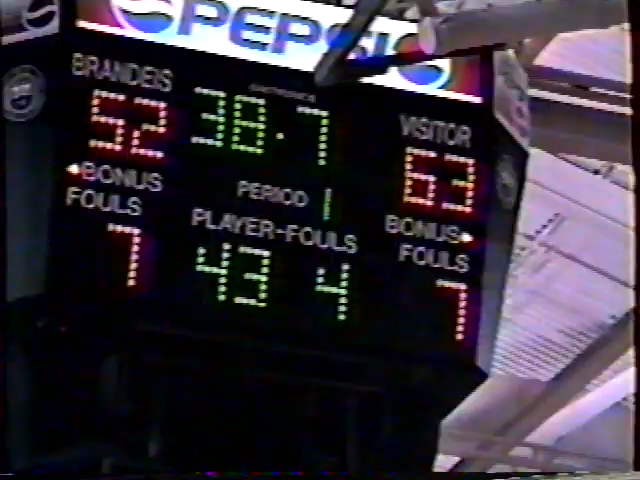 PEPSI
BRANDEIS
38.7
VISITOR
52
63
PERIOD 1
BONUS
BONUS
FOULS
FOULS
PLAYER-FOULS
7
43 4
7